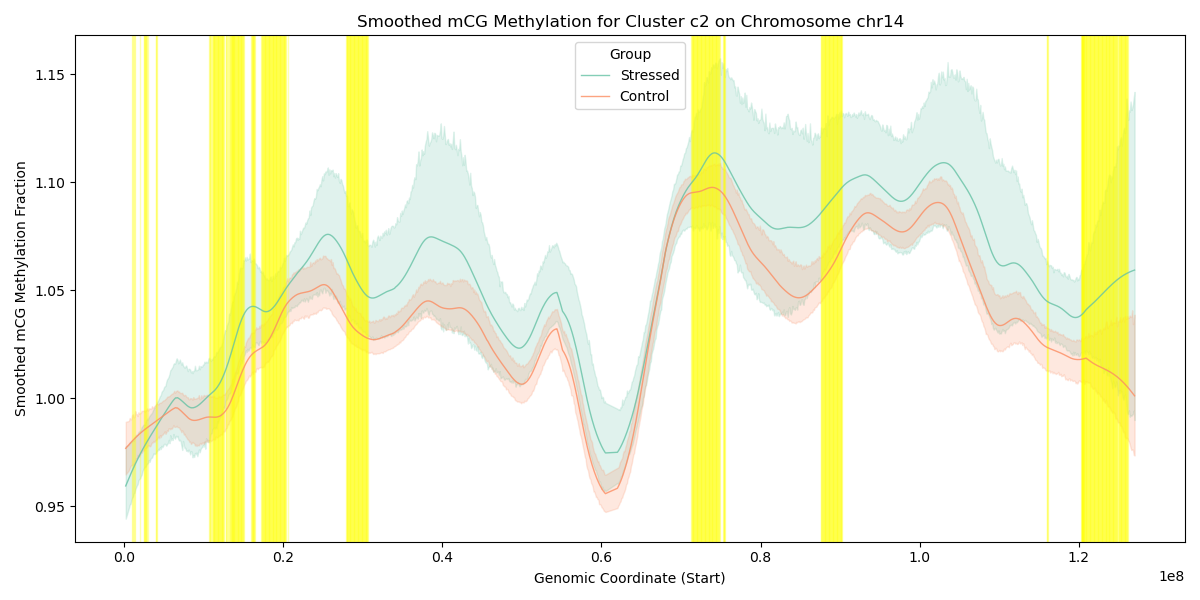 Smoothed mCG Methylation for Cluster c2 on Chromosome chr14
Group
Stressed
Control
Smoothed mCG Methylation Fraction
1.15
1.10
1.05
1.00
0.95
0.0 0.2 0.4 0.6 0.8 1.0 1.2
1e8
Genomic Coordinate (Start)